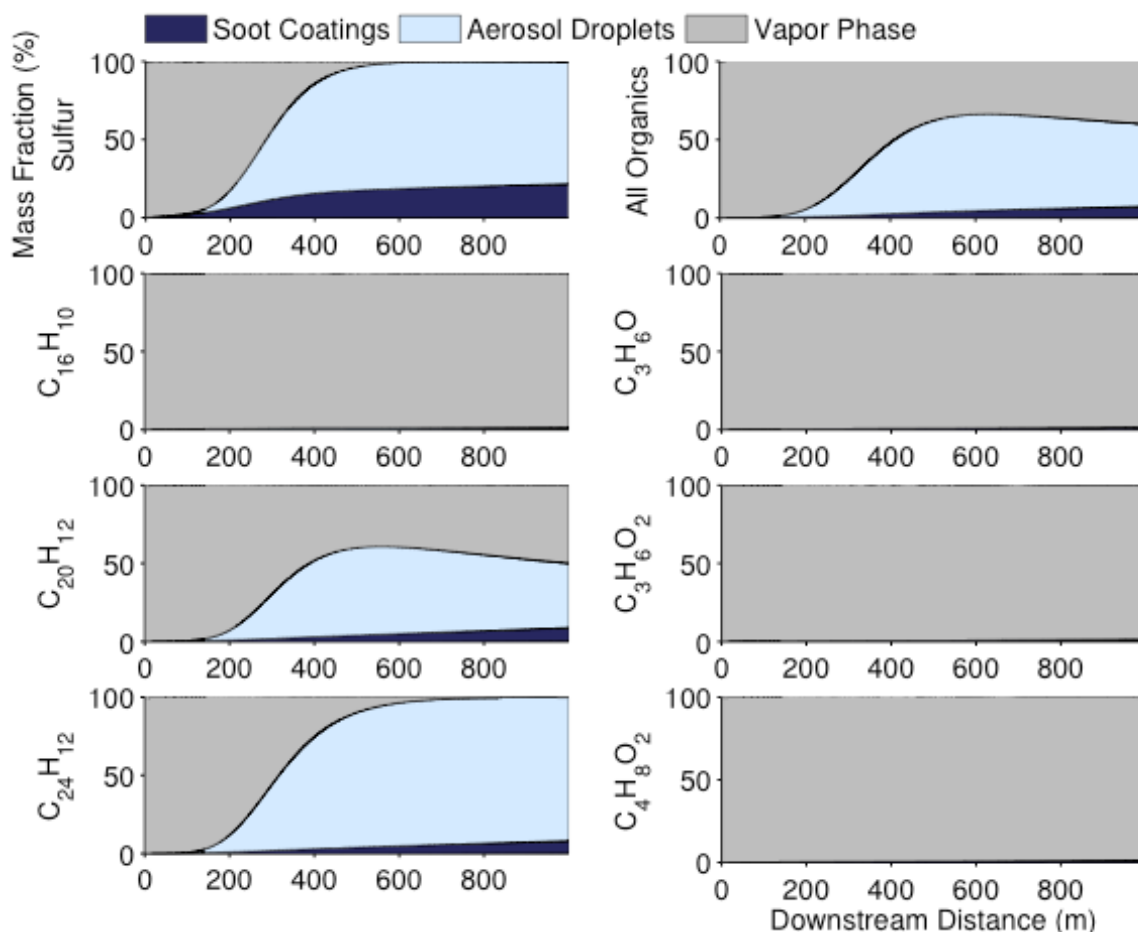 Soot Coatings Aerosol Droplets Vapor Phase
Mass Fraction (%)
Sulfur
100
50
0
0 200 400 600 800
All Organics
100
50
0
0 200 400 600 800
C₁₆H₁₀
100
50
0
0 200 400 600 800
C₃H₆O
100
50
0
0 200 400 600 800
C₂₀H₁₂
100
50
0
0 200 400 600 800
C₃H₆O₂
100
50
0
0 200 400 600 800
C₂₄H₁₂
100
50
0
0 200 400 600 800
C₄H₈O₂
100
50
0
0 200 400 600 800
Downstream Distance (m)